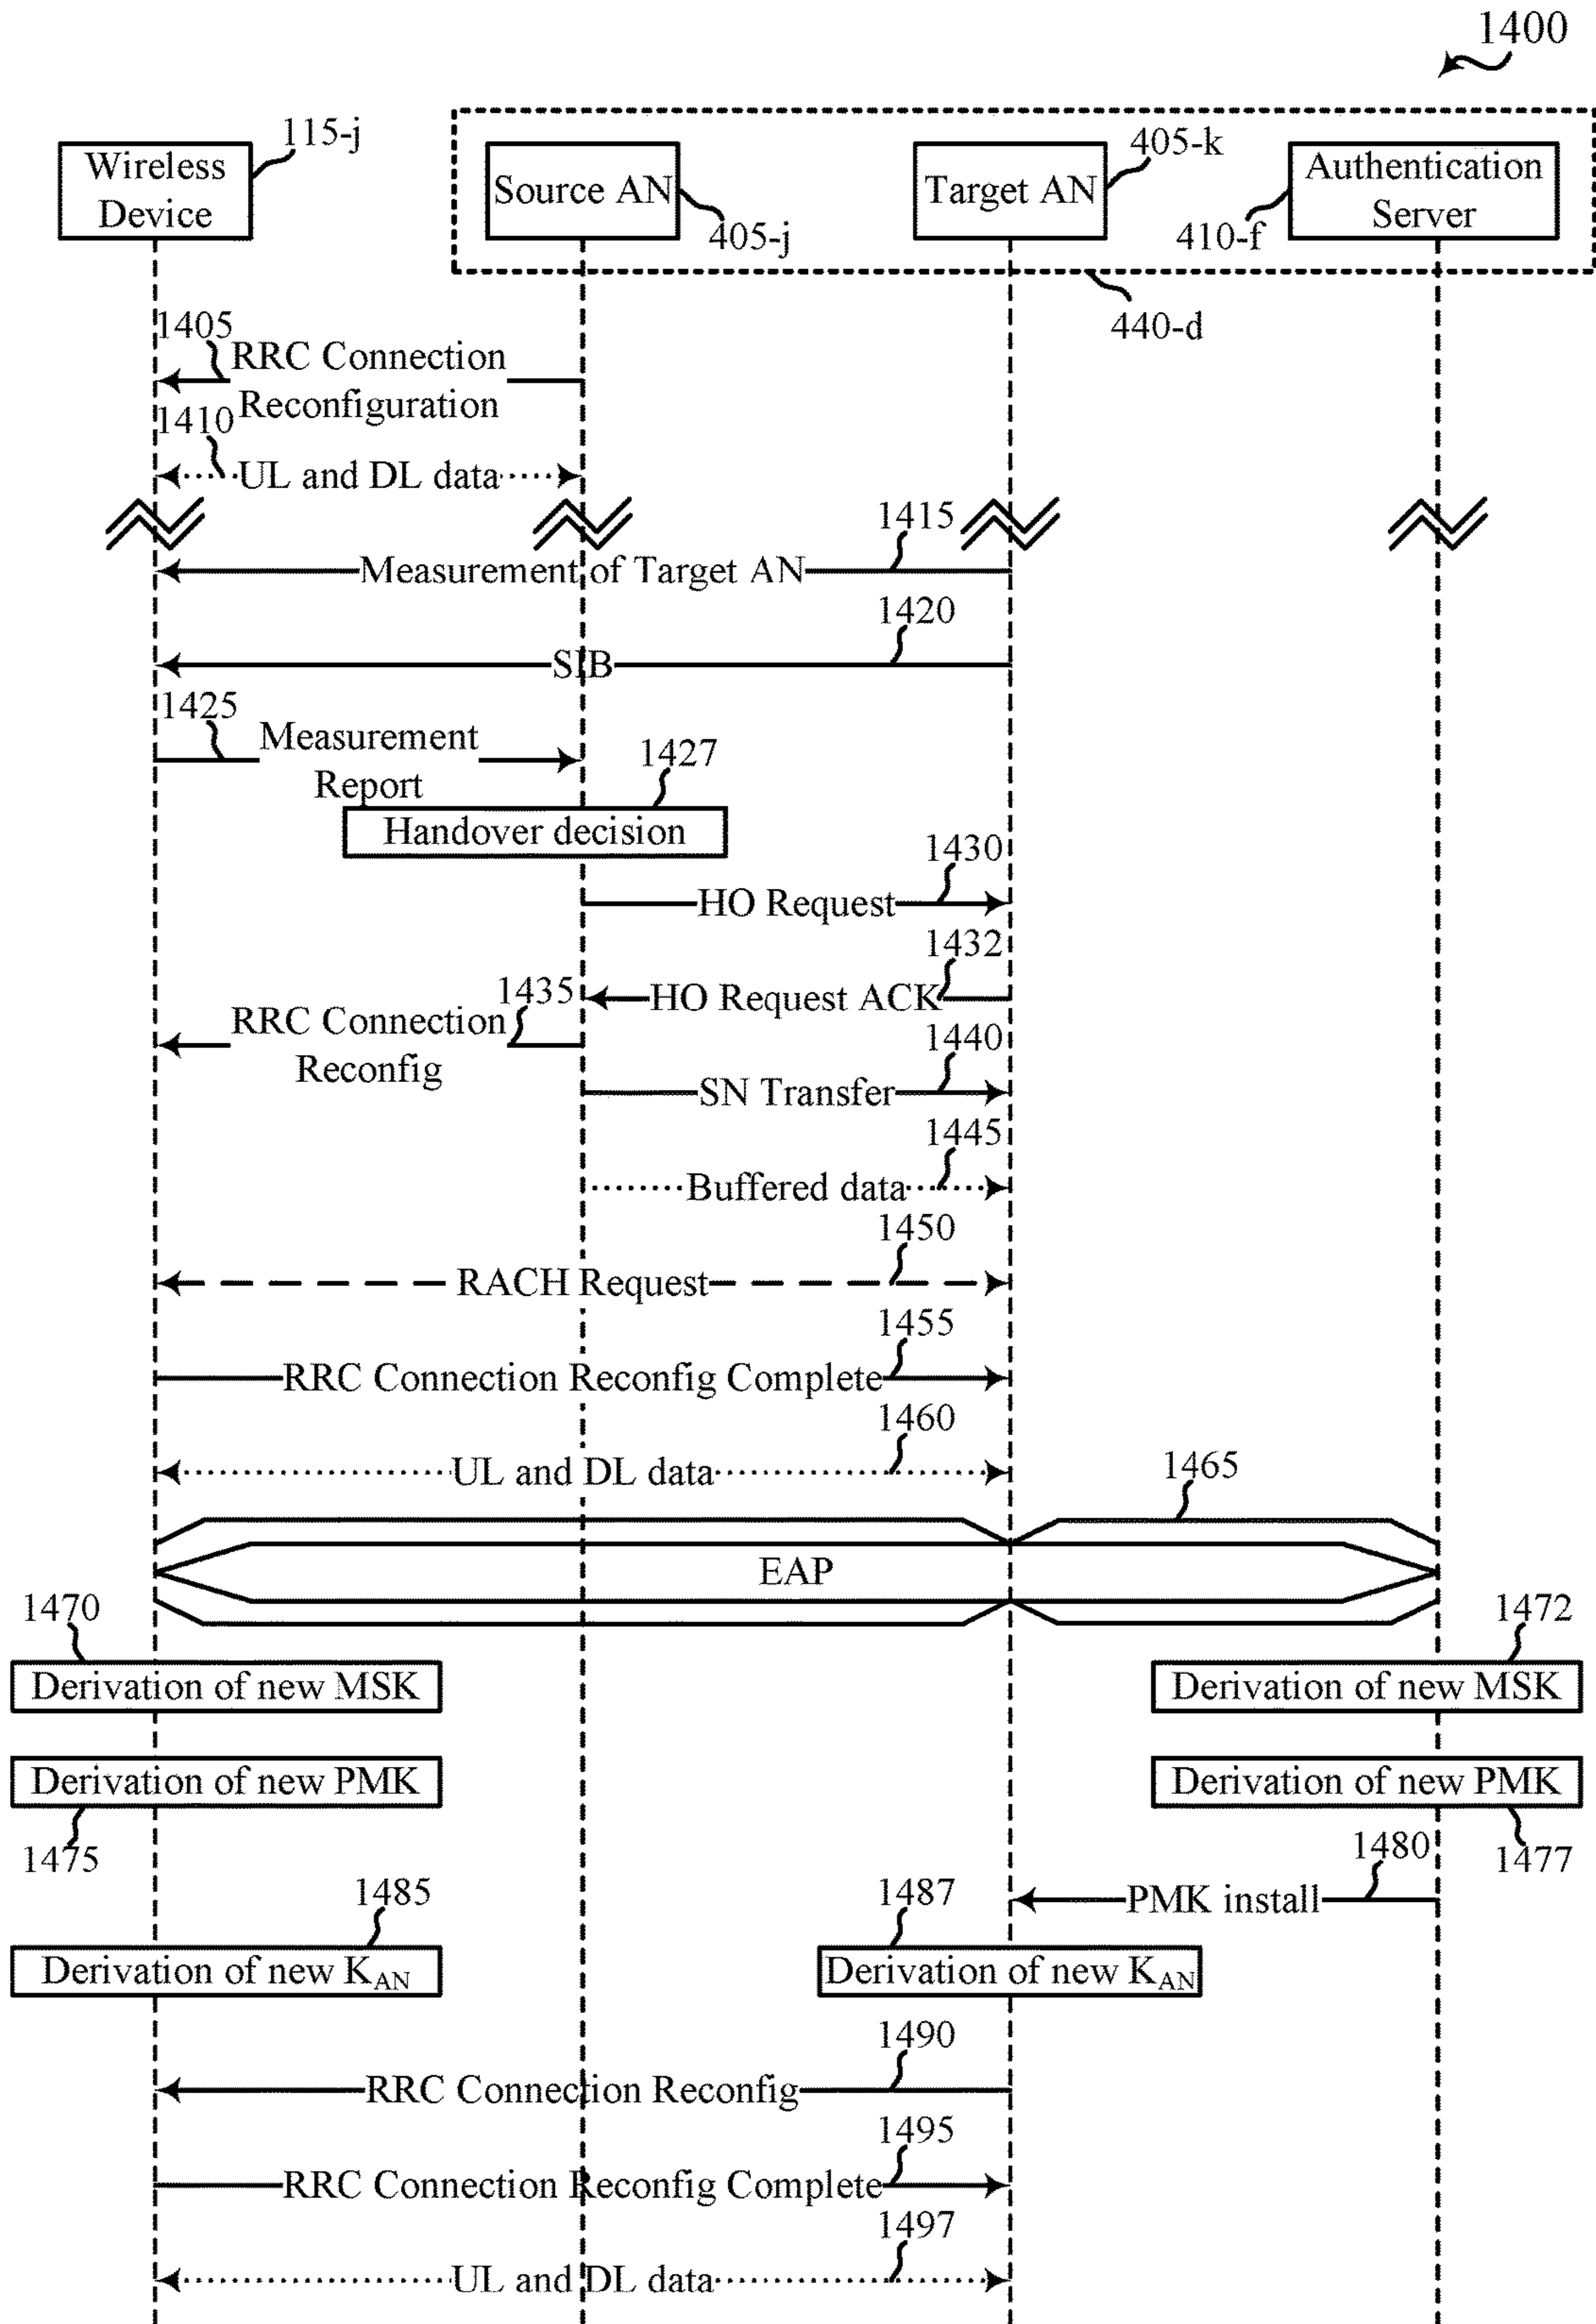 1400
Wireless
Device
115-j
Source AN
405-j
Target AN
405-k
Authentication
Server
410-f
440-d
1405
RRC Connection
Reconfiguration
1410
UL and DL data
1415
Measurement of Target AN
1420
SIB
1425
Measurement
Report
1427
Handover decision
1430
HO Request
1432
HO Request ACK
1435
RRC Connection
Reconfig
1440
SN Transfer
1445
Buffered data
1450
RACH Request
1455
RRC Connection Reconfig Complete
1460
UL and DL data
1465
EAP
1470
Derivation of new MSK
1472
Derivation of new MSK
Derivation of new PMK
1475
Derivation of new PMK
1477
1480
PMK install
1485
Derivation of new KAN
1487
Derivation of new KAN
1490
RRC Connection Reconfig
1495
RRC Connection Reconfig Complete
1497
UL and DL data